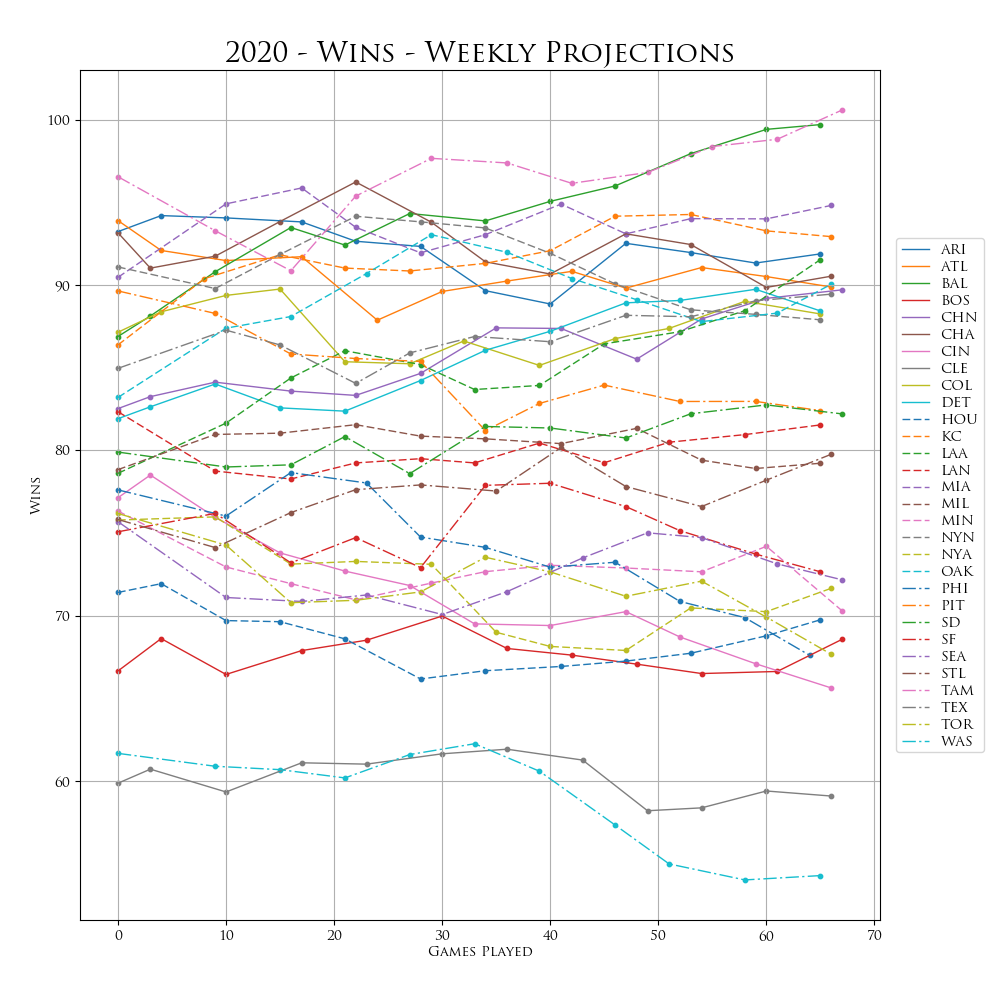 2020 - Wins - Weekly Projections
100
90
80
70
60
Wins
0 10 20 30 40 50 60 70
Games Played
ARI
ATL
BAL
BOS
CHN
CHA
CIN
CLE
COL
DET
HOU
KC
LAA
LAN
MIA
MIL
MIN
NYN
NYA
OAK
PHI
PIT
SD
SF
SEA
STL
TAM
TEX
TOR
WAS